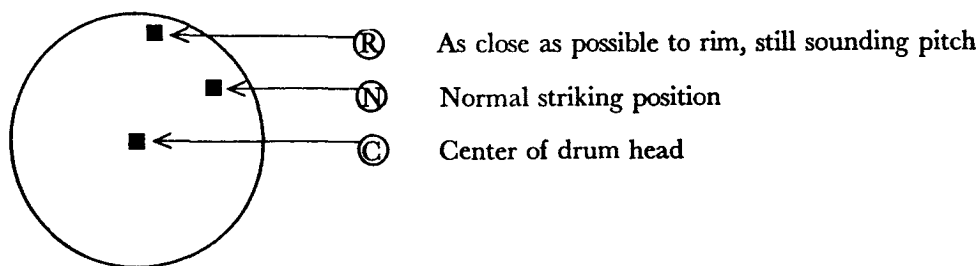 Ⓡ As close as possible to rim, still sounding pitch
Ⓝ Normal striking position
Ⓒ Center of drum head